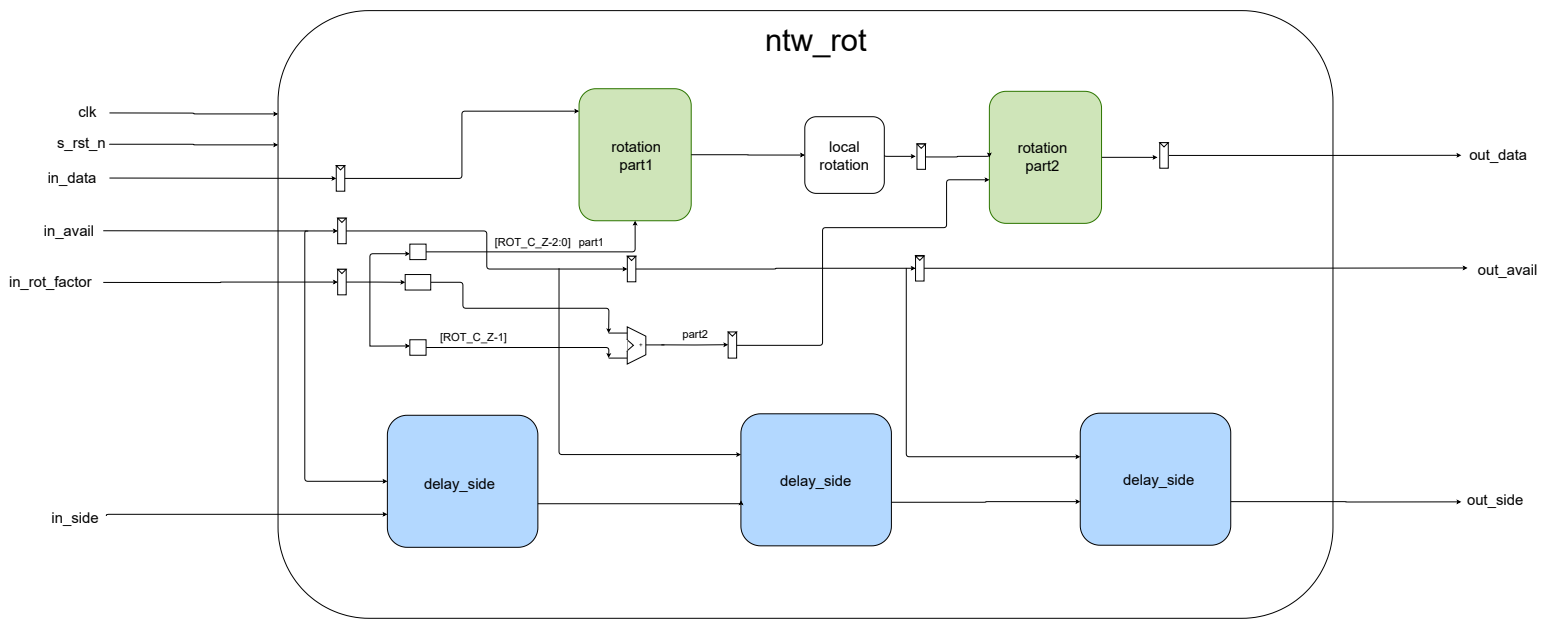 ntw_rot
clk
s_rst_n
in_data
in_avail
in_rot_factor
in_side
rotation
part1
local
rotation
rotation
part2
out_data
[ROT_C_Z-2:0] part1
out_avail
[ROT_C_Z-1]
+
part2
delay_side
delay_side
delay_side
out_side